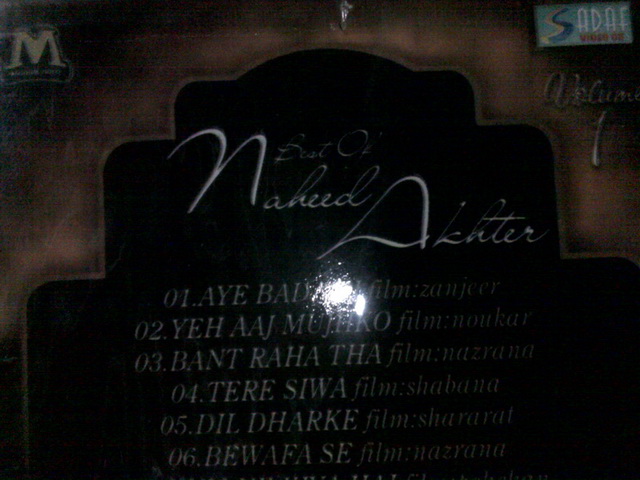 M
SADAF
VIDEO CD
Volume
1
Best Of
Naheed
Akhter
01.AYE film:zanjeer
02.YEH AAJ MUJHKO film:noukar
03.BANT RAHA THA film:nazrana
04.TERE SIWA film:shabana
05.DIL DHARKE film:shararat
06.BEWAFA SE film:nazrana